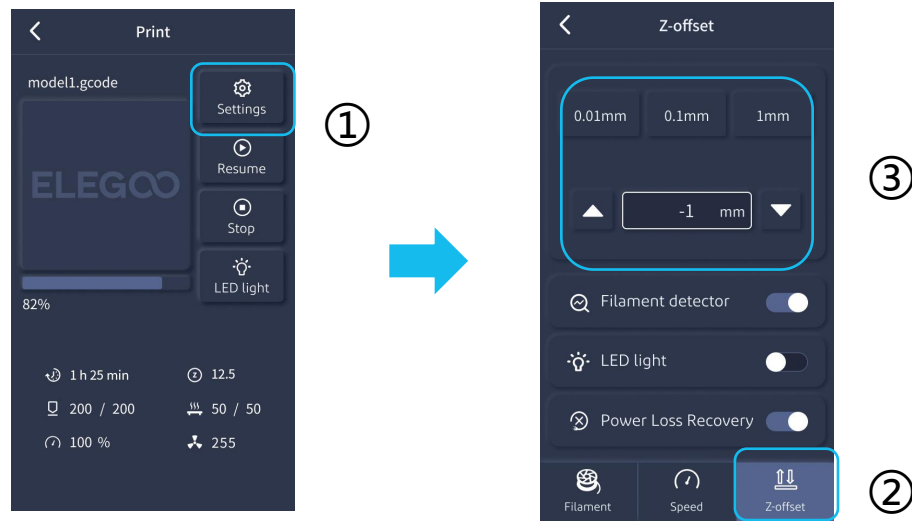 Print
model1.gcode
Settings
①
Resume
ELEGOO
Stop
LED light
82%
1 h 25 min
12.5
200 / 200
50 / 50
100 %
255
Z-offset
0.01mm 0.1mm 1mm
-1 mm
③
Filament detector
LED light
Power Loss Recovery
Filament Speed Z-offset
②